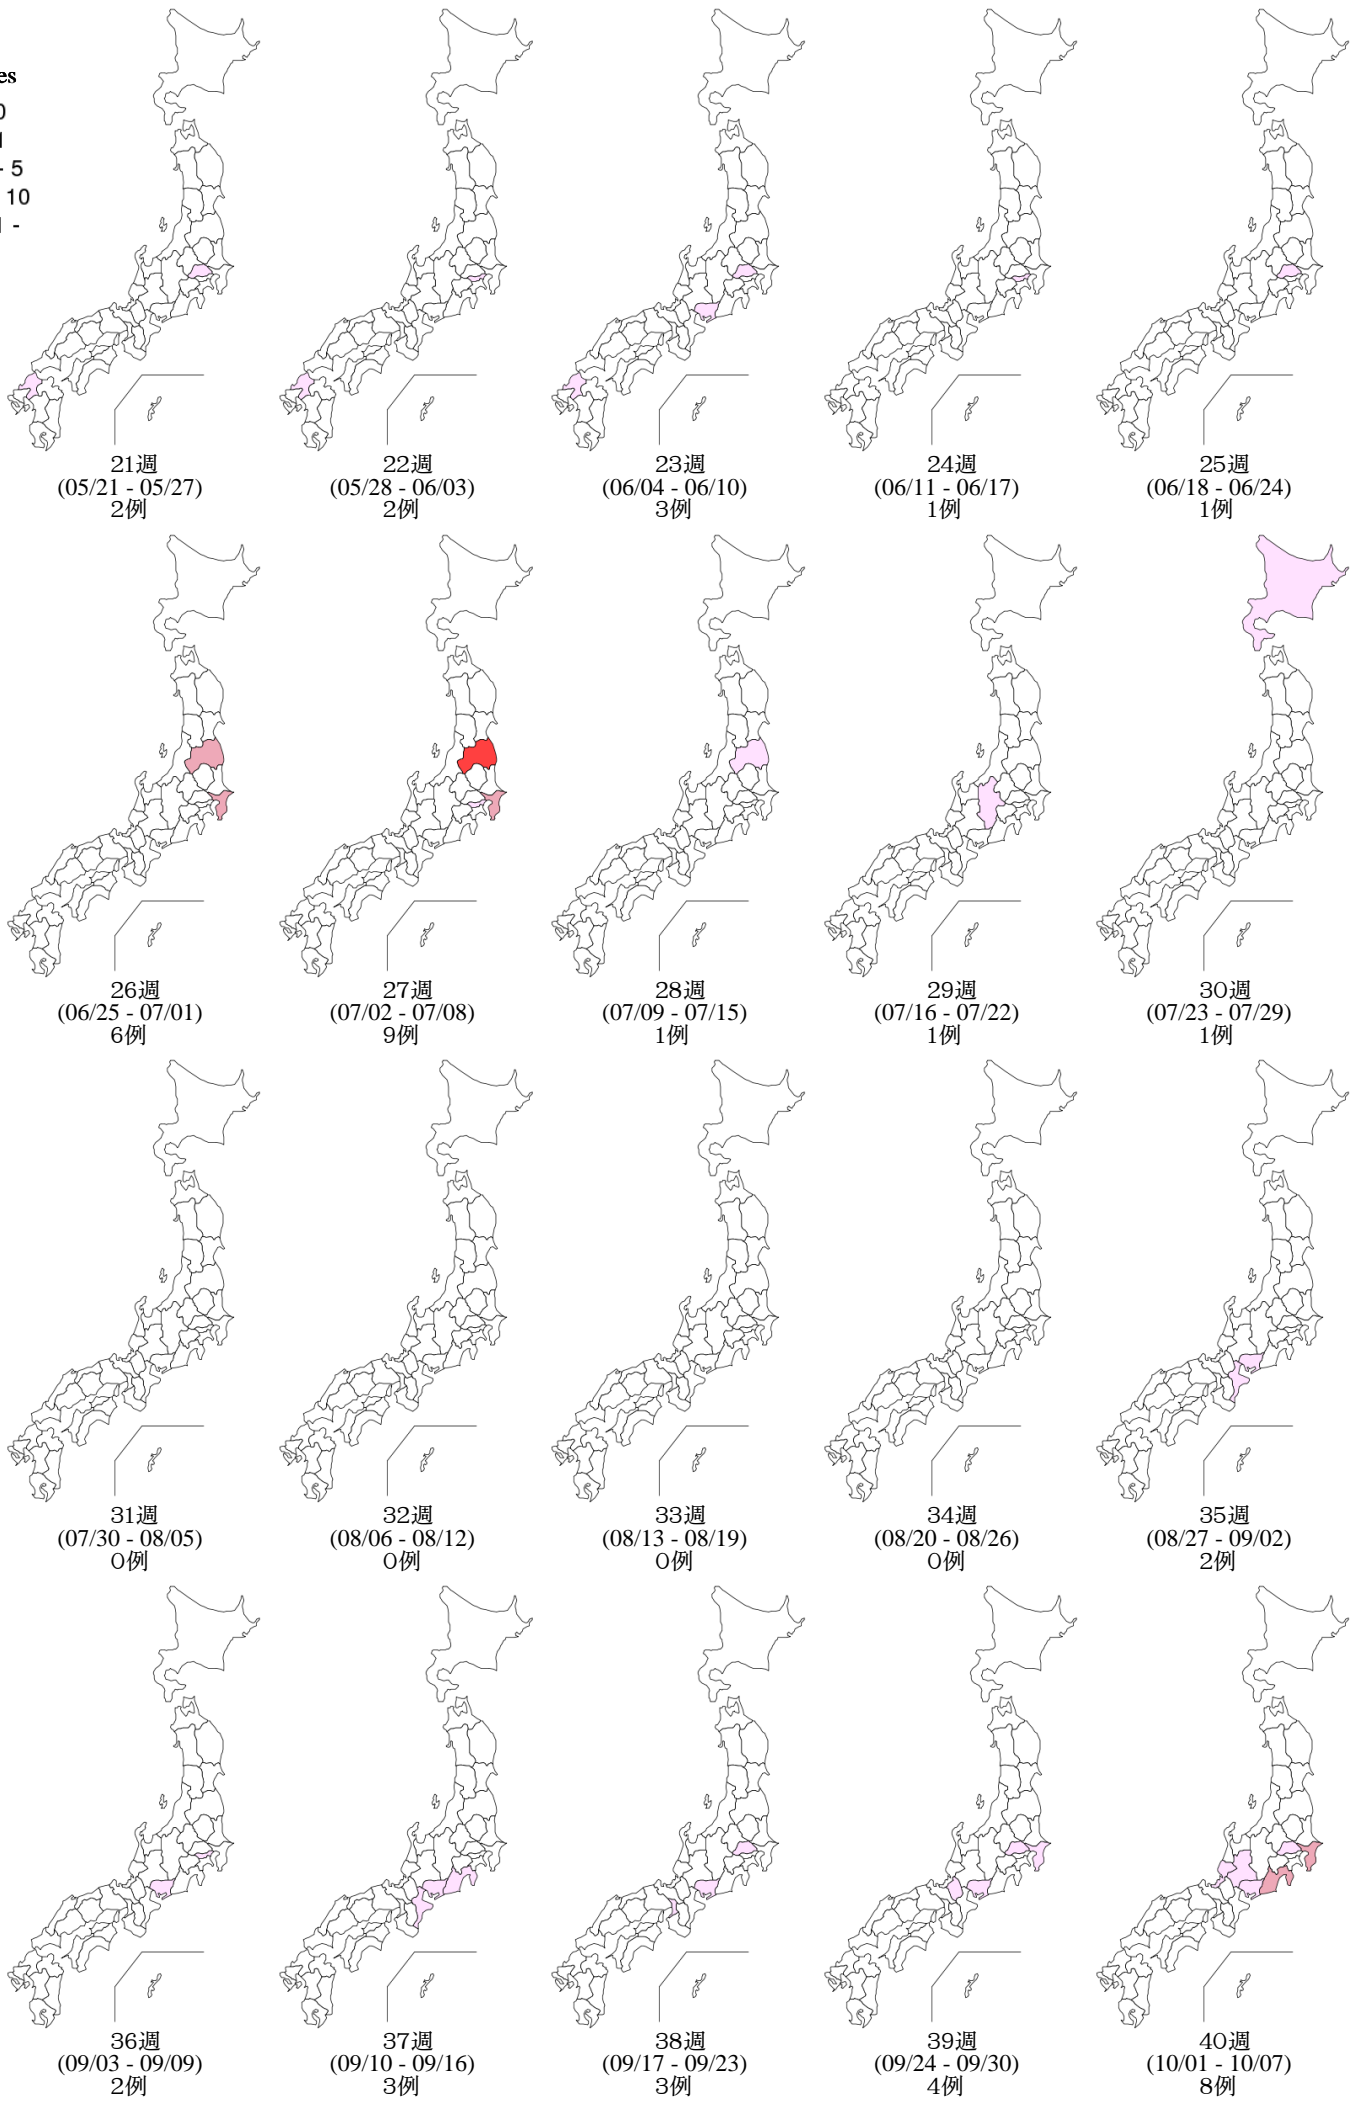 es
0
1
- 5
10
1 -
21週
(05/21 - 05/27)
2例
22週
(05/28 - 06/03)
2例
23週
(06/04 - 06/10)
3例
24週
(06/11 - 06/17)
1例
25週
(06/18 - 06/24)
1例
26週
(06/25 - 07/01)
6例
27週
(07/02 - 07/08)
9例
28週
(07/09 - 07/15)
1例
29週
(07/16 - 07/22)
1例
30週
(07/23 - 07/29)
1例
31週
(07/30 - 08/05)
0例
32週
(08/06 - 08/12)
0例
33週
(08/13 - 08/19)
0例
34週
(08/20 - 08/26)
0例
35週
(08/27 - 09/02)
2例
36週
(09/03 - 09/09)
2例
37週
(09/10 - 09/16)
3例
38週
(09/17 - 09/23)
3例
39週
(09/24 - 09/30)
4例
40週
(10/01 - 10/07)
8例